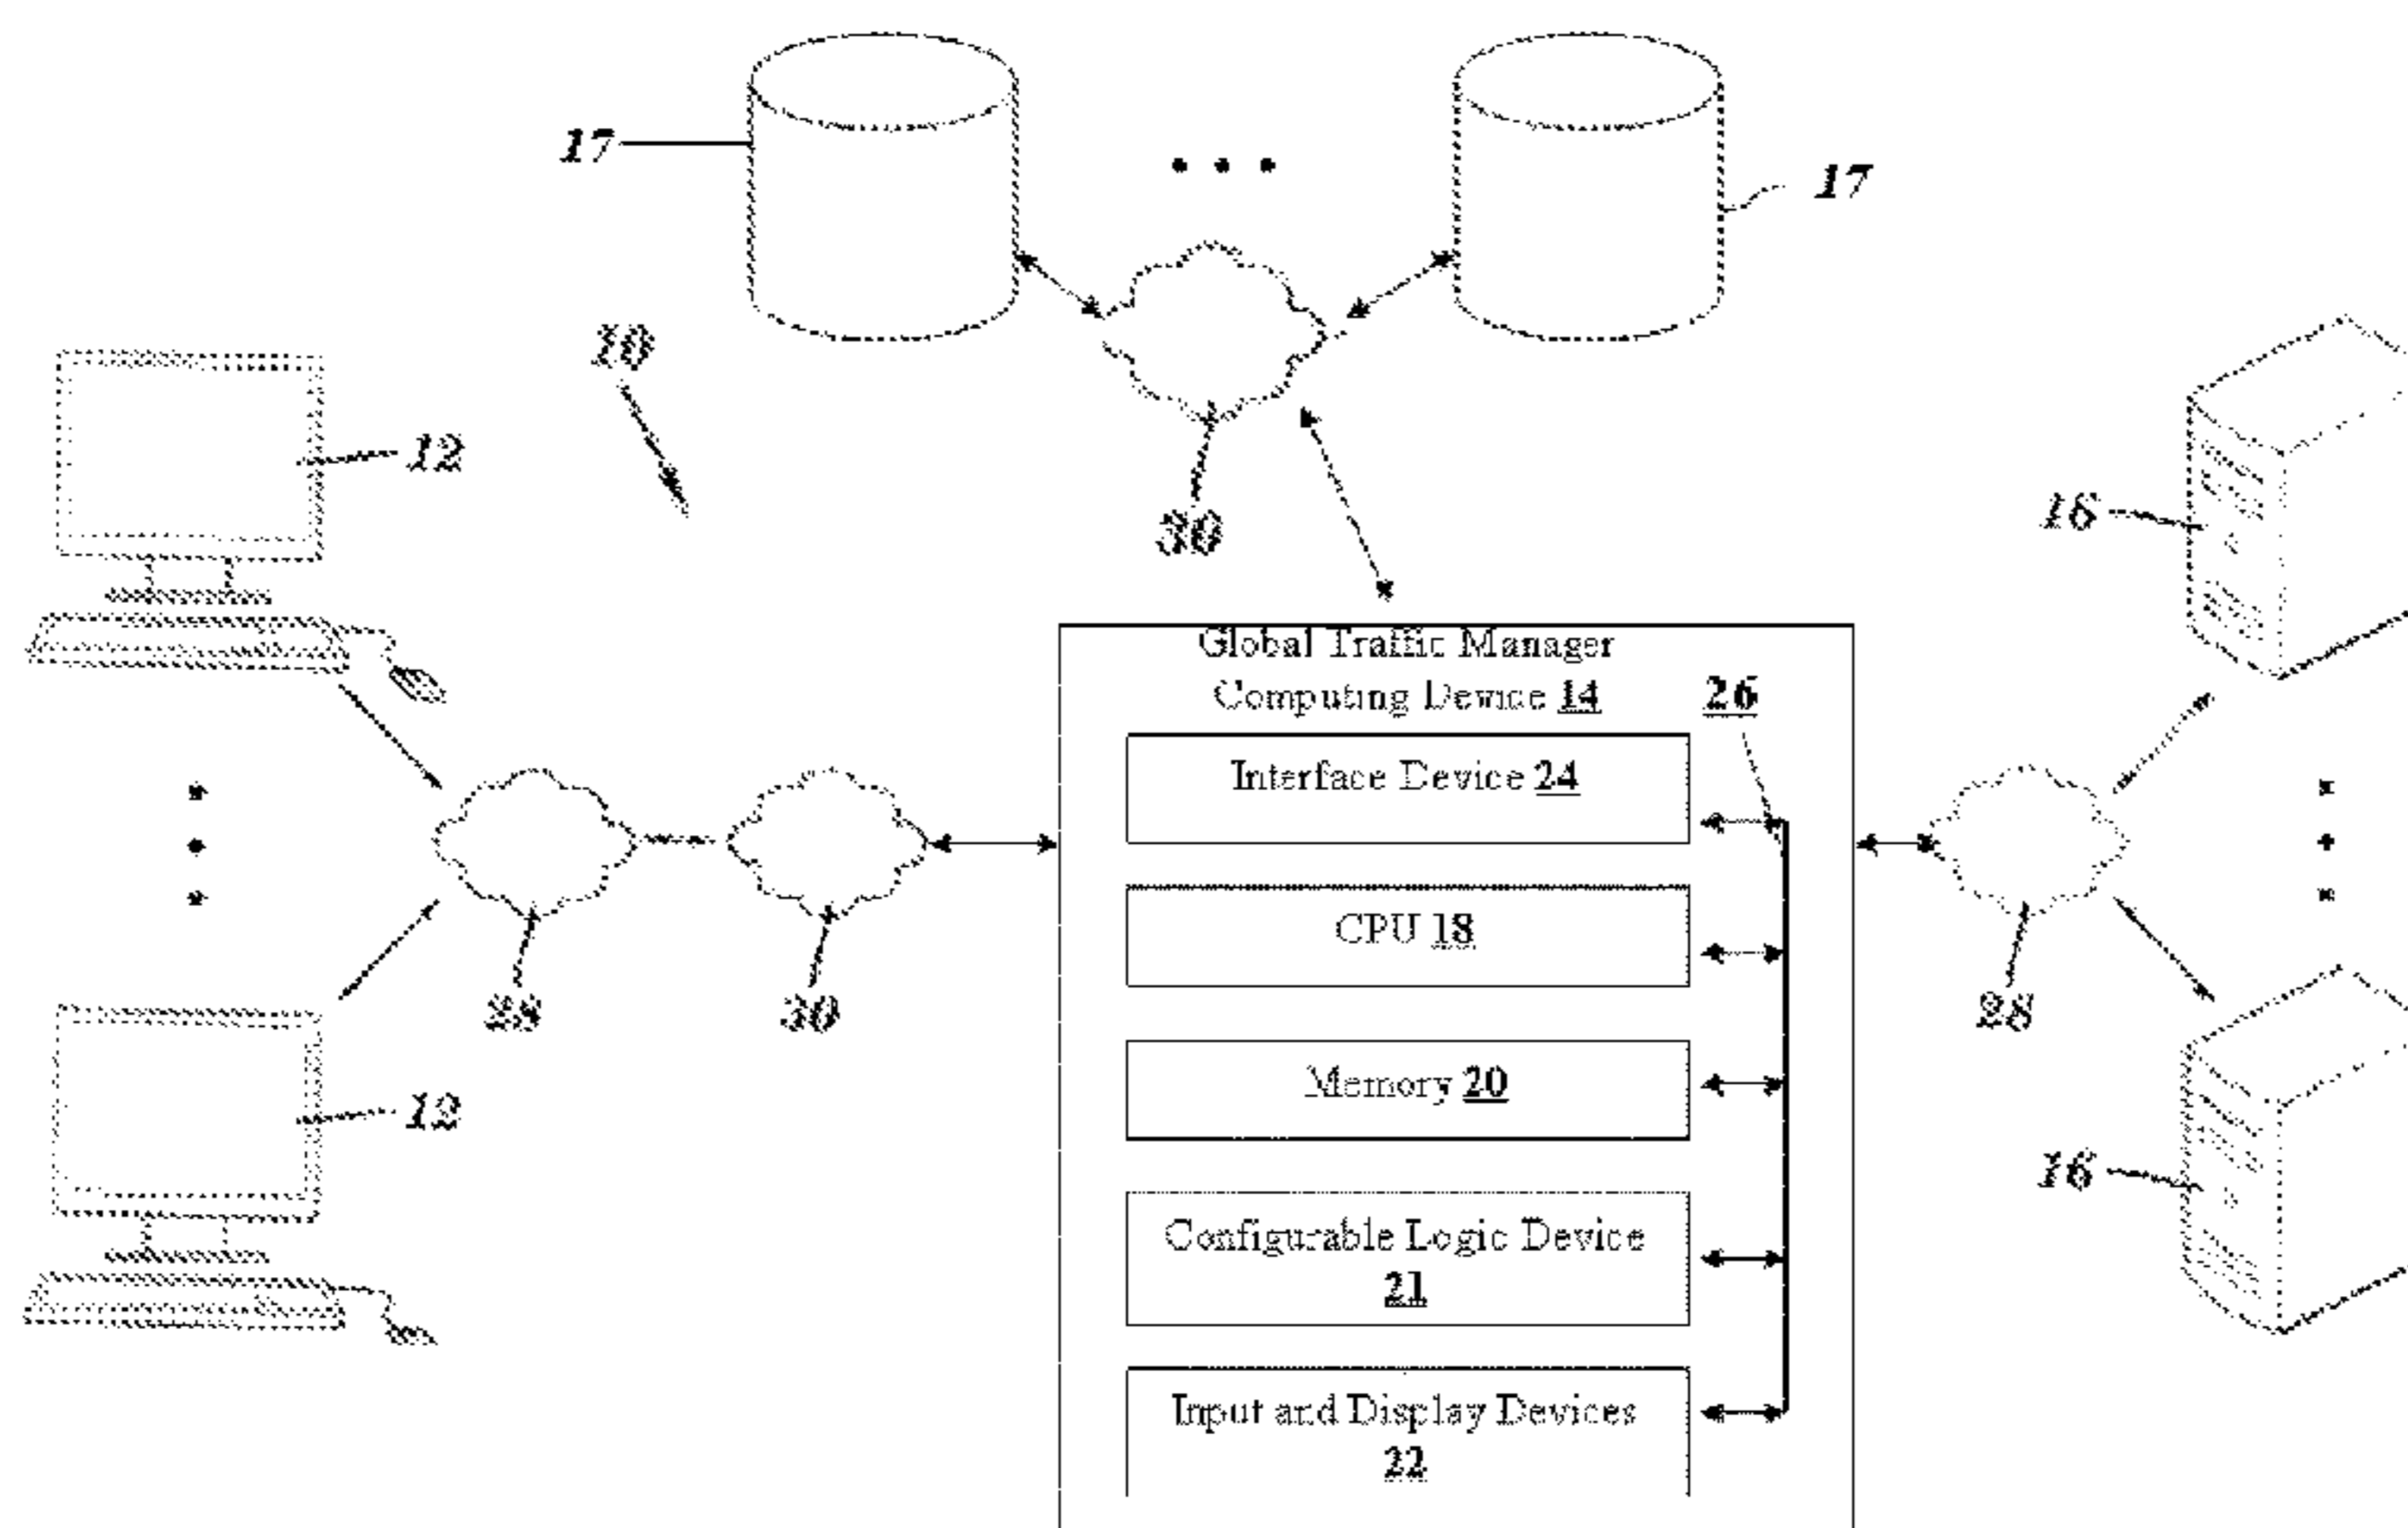 17
17
10
12
30
16
Global Traffic Manager
Computing Device 14
26
Interface Device 24
CPU 18
28
30
28
Memory 20
12
16
Configurable Logic Device
21
Input and Display Devices
22